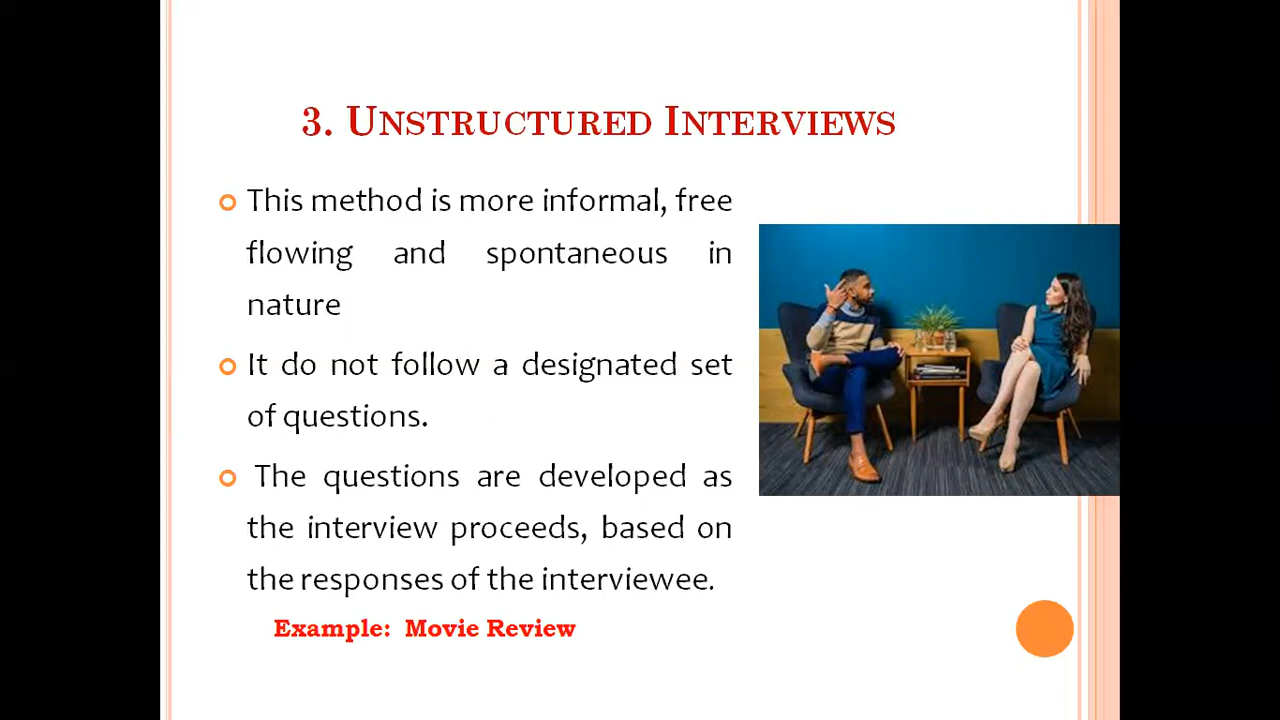 3. UNSTRUCTURED INTERVIEWS
This method is more informal, free
flowing and spontaneous in
nature
It do not follow a designated set
of questions.
The questions are developed as
the interview proceeds, based on
the responses of the interviewee.
Example: Movie Review